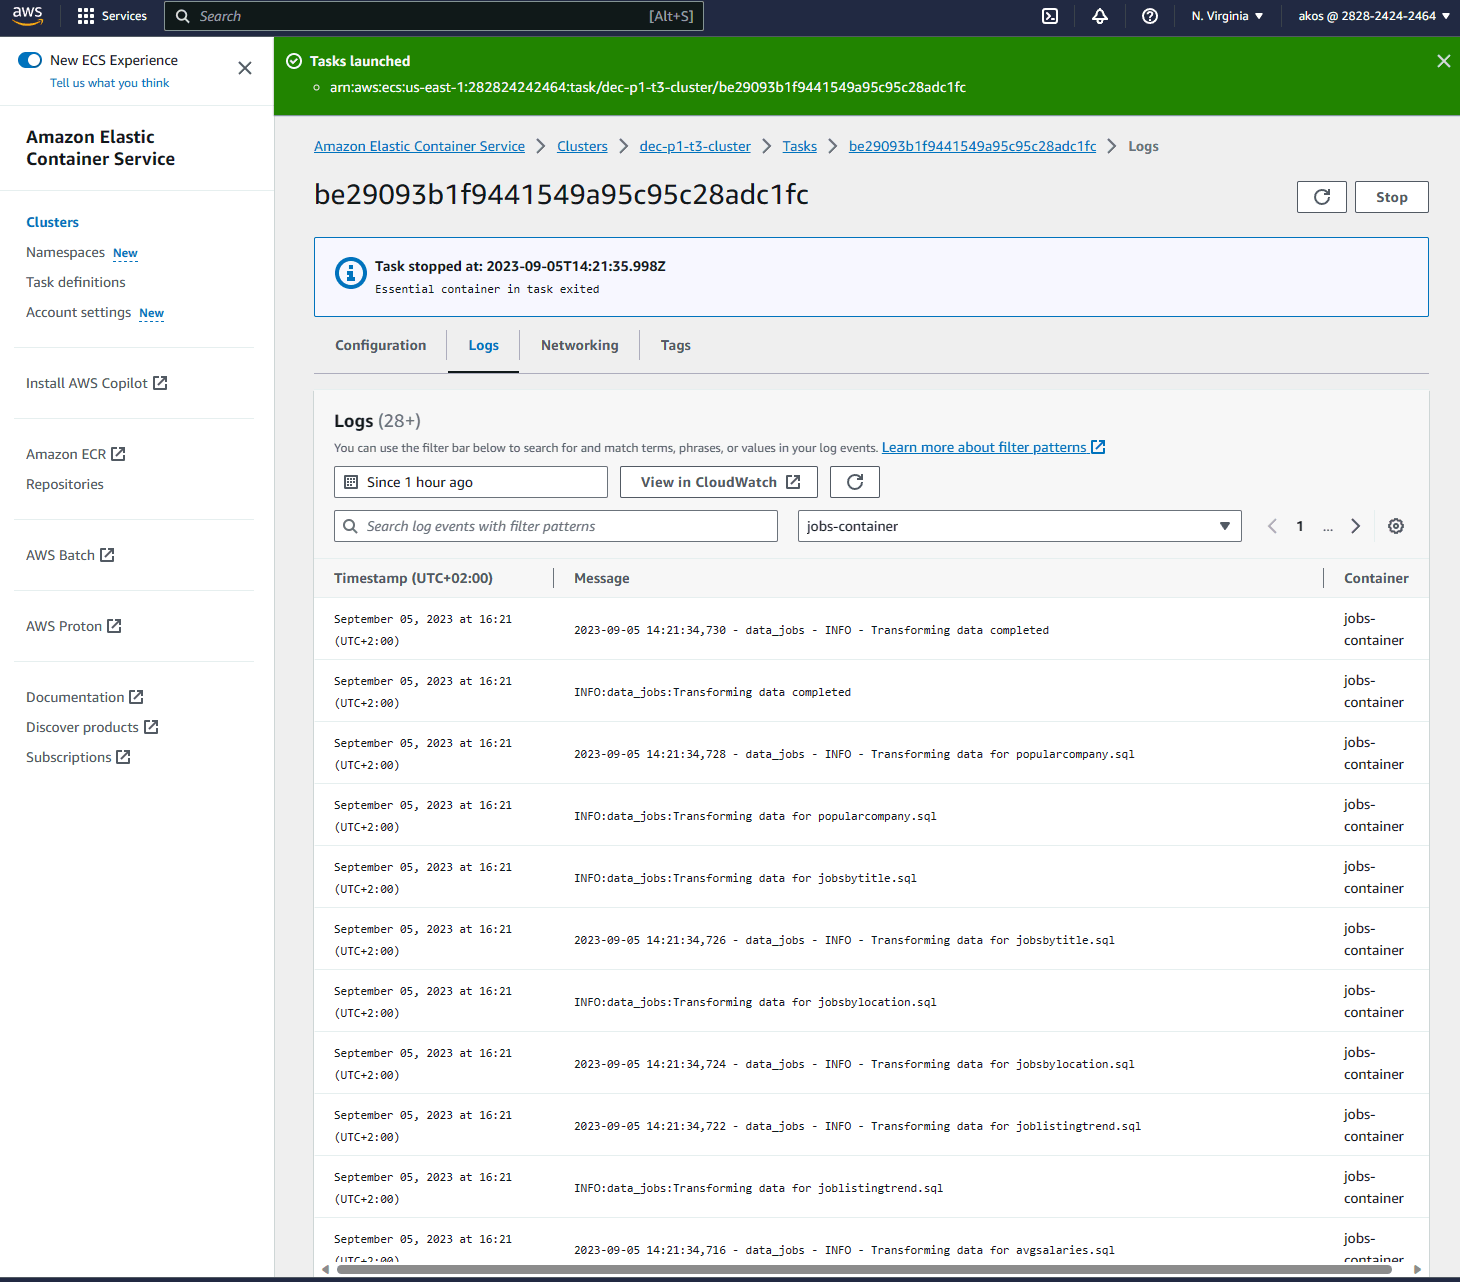 aws
Services
Search
[Alt+S]
N. Virginia
akos @ 2828-2424-2464
New ECS Experience
Tell us what you think
Amazon Elastic
Container Service
Clusters
Namespaces New
Task definitions
Account settings New
Install AWS Copilot
Amazon ECR
Repositories
AWS Batch
AWS Proton
Documentation
Discover products
Subscriptions
Tasks launched
arn:aws:ecs:us-east-1:282824242464:task/dec-p1-t3-cluster/be29093b1f9441549a95c95c28adc1fc
Amazon Elastic Container Service
Clusters
dec-p1-t3-cluster
Tasks
be29093b1f9441549a95c95c28adc1fc
Logs
be29093b1f9441549a95c95c28adc1fc
Stop
Task stopped at: 2023-09-05T14:21:35.998Z
Essential container in task exited
Configuration
Logs
Networking
Tags
Logs (28+)
You can use the filter bar below to search for and match terms, phrases, or values in your log events. Learn more about filter patterns
Since 1 hour ago
View in CloudWatch
Search log events with filter patterns
jobs-container
1
...
Timestamp (UTC+02:00)
Message
Container
September 05, 2023 at 16:21
(UTC+2:00)
2023-09-05 14:21:34,730 - data_jobs - INFO - Transforming data completed
jobs-
container
September 05, 2023 at 16:21
(UTC+2:00)
INFO:data_jobs:Transforming data completed
jobs-
container
September 05, 2023 at 16:21
(UTC+2:00)
2023-09-05 14:21:34,728 - data_jobs - INFO - Transforming data for popularcompany.sql
jobs-
container
September 05, 2023 at 16:21
(UTC+2:00)
INFO:data_jobs:Transforming data for popularcompany.sql
jobs-
container
September 05, 2023 at 16:21
(UTC+2:00)
INFO:data_jobs:Transforming data for jobsbytitle.sql
jobs-
container
September 05, 2023 at 16:21
(UTC+2:00)
2023-09-05 14:21:34,726 - data_jobs - INFO - Transforming data for jobsbytitle.sql
jobs-
container
September 05, 2023 at 16:21
(UTC+2:00)
INFO:data_jobs:Transforming data for jobsbylocation.sql
jobs-
container
September 05, 2023 at 16:21
(UTC+2:00)
2023-09-05 14:21:34,724 - data_jobs - INFO - Transforming data for jobsbylocation.sql
jobs-
container
September 05, 2023 at 16:21
(UTC+2:00)
2023-09-05 14:21:34,722 - data_jobs - INFO - Transforming data for joblistingtrend.sql
jobs-
container
September 05, 2023 at 16:21
(UTC+2:00)
INFO:data_jobs:Transforming data for joblistingtrend.sql
jobs-
container
September 05, 2023 at 16:21
(UTC+2:00)
2023-09-05 14:21:34,716 - data_jobs - INFO - Transforming data for avgsalaries.sql
jobs-
container